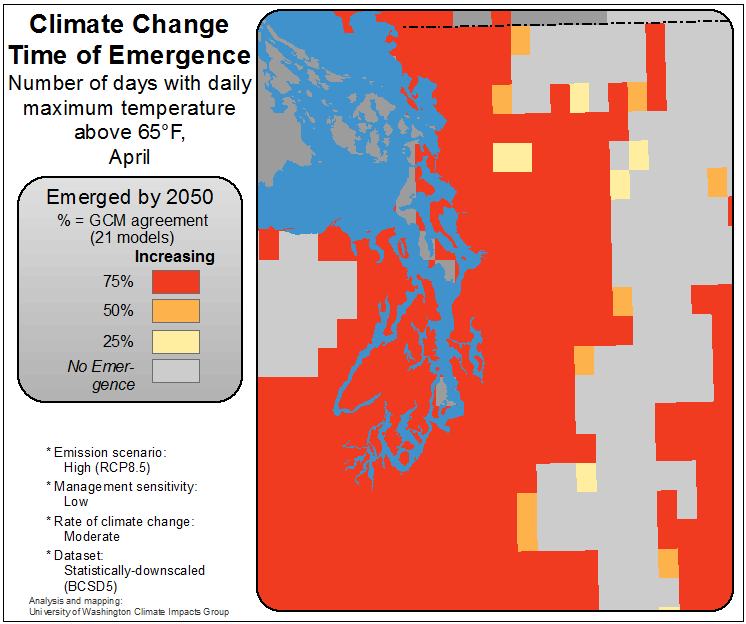 Climate Change
Time of Emergence
Number of days with daily
maximum temperature
above 65°F,
April
Emerged by 2050
% = GCM agreement
(21 models)
Increasing
75%
50%
25%
No Emer-
gence
* Emission scenario:
High (RCP8.5)
* Management sensitivity:
Low
* Rate of climate change:
Moderate
* Dataset:
Statistically-downscaled
(BCSD5)
Analysis and mapping:
University of Washington Climate Impacts Group